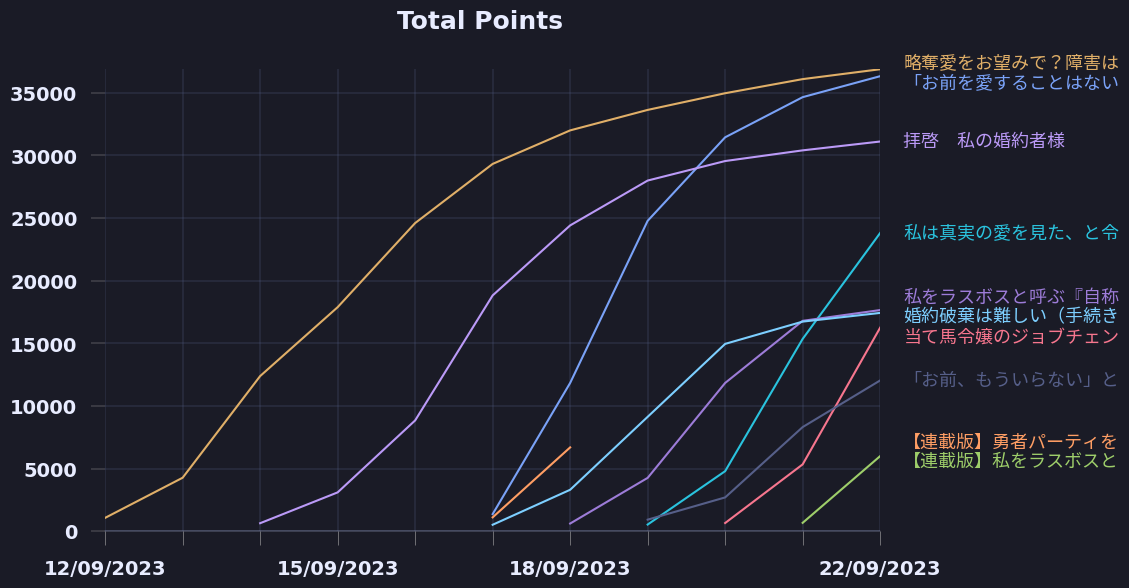 Total Points
35000
30000
25000
20000
15000
10000
5000
0
12/09/2023
15/09/2023
18/09/2023
22/09/2023
略奪愛をお望みで？障害は
「お前を愛することはない
拝啓　私の婚約者様
私は真実の愛を見た、と令
私をラスボスと呼ぶ『自称
婚約破棄は難しい（手続き
当て馬令嬢のジョブチェン
「お前、もういらない」と
【連載版】勇者パーティを
【連載版】私をラスボスと